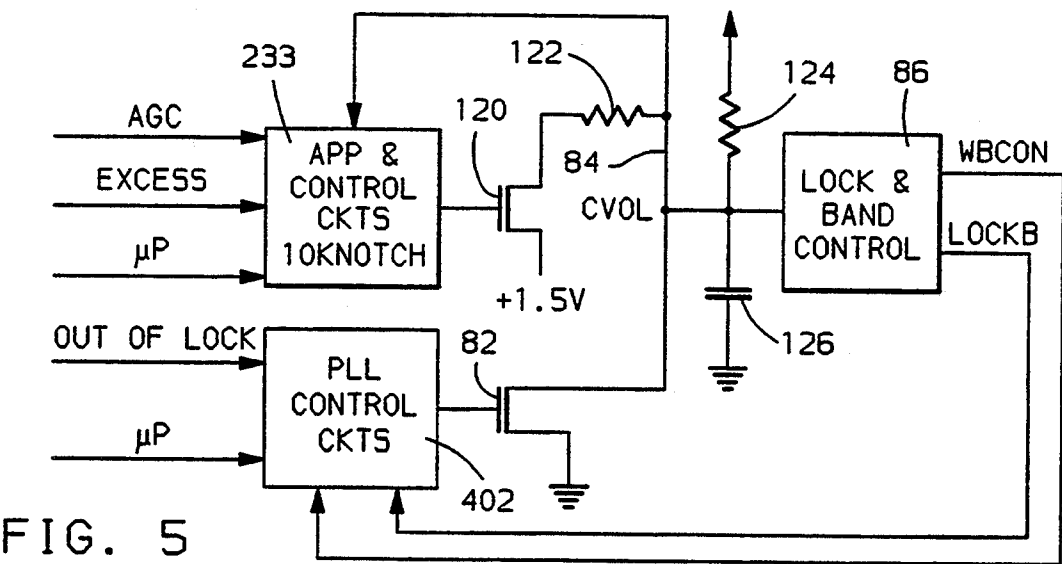 233
AGC
EXCESS
μP
APP &
CONTROL
CKTS
10KNOTCH
120
122
+1.5V
84
CVOL
124
126
86
LOCK &
BAND
CONTROL
WBCON
LOCKB
OUT OF LOCK
μP
PLL
CONTROL
CKTS
402
82
FIG. 5